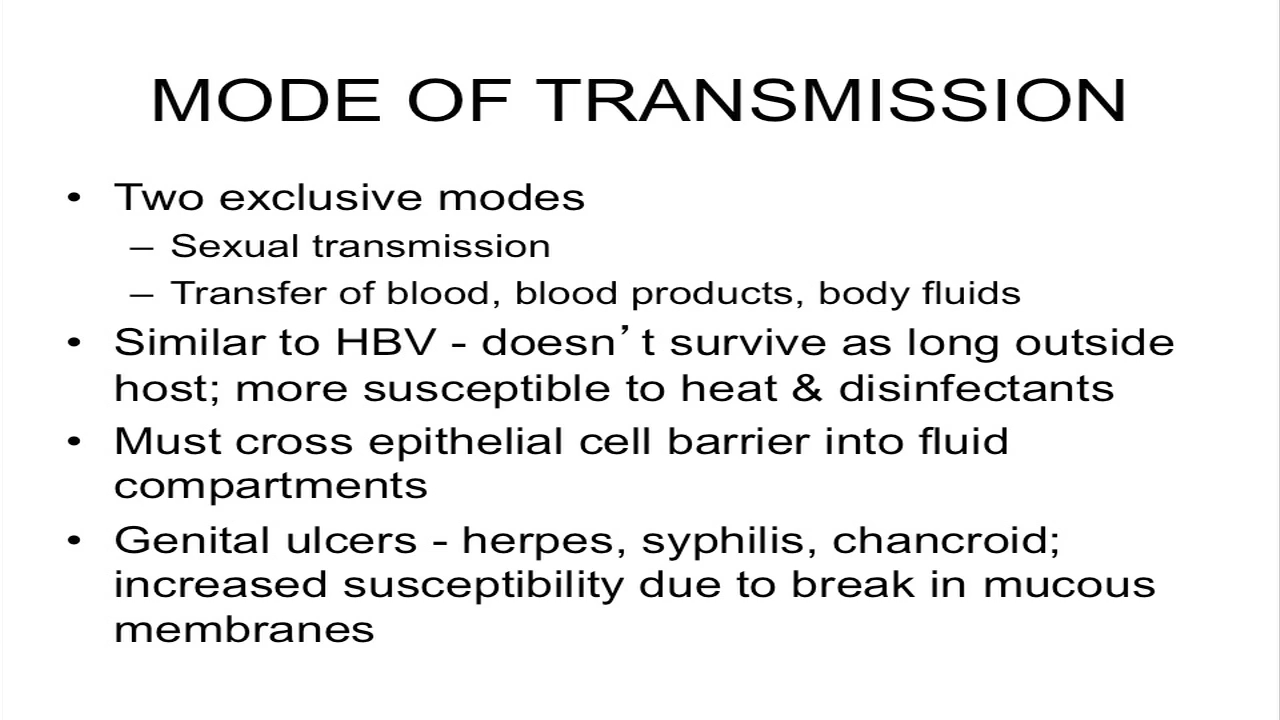 MODE OF TRANSMISSION
• Two exclusive modes
– Sexual transmission
– Transfer of blood, blood products, body fluids
• Similar to HBV - doesn’t survive as long outside
host; more susceptible to heat & disinfectants
• Must cross epithelial cell barrier into fluid
compartments
• Genital ulcers - herpes, syphilis, chancroid;
increased susceptibility due to break in mucous
membranes